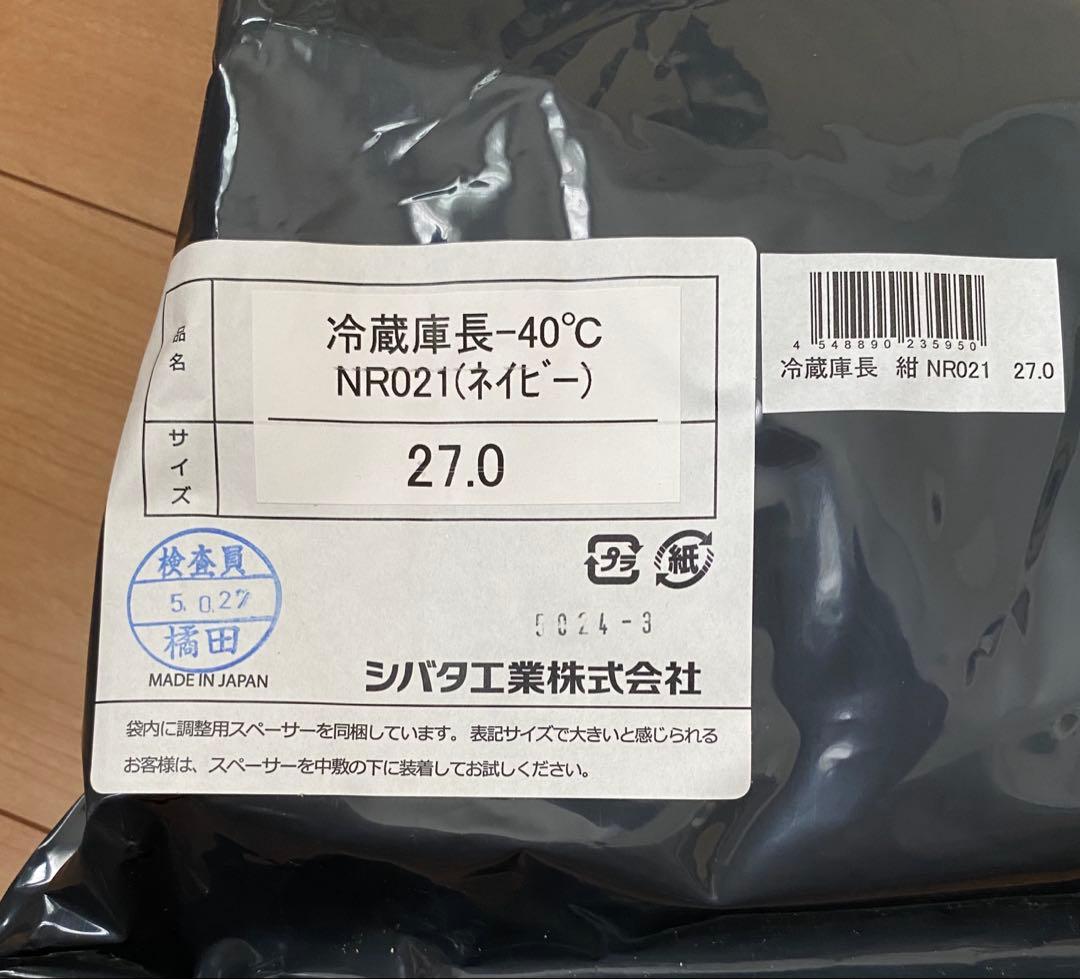 品名
冷蔵庫長-40℃
NR021(ネイビー)
サイズ
27.0
検査員
5.0.27
橘田
MADE IN JAPAN
プラ
紙
5024-3
シバタ工業株式会社
袋内に調整用スペーサーを同梱しています。表記サイズで大きいと感じられる
お客様は、スペーサーを中敷の下に装着してお試しください。
4 548890 235950
冷蔵庫長 紺 NR021 27.0